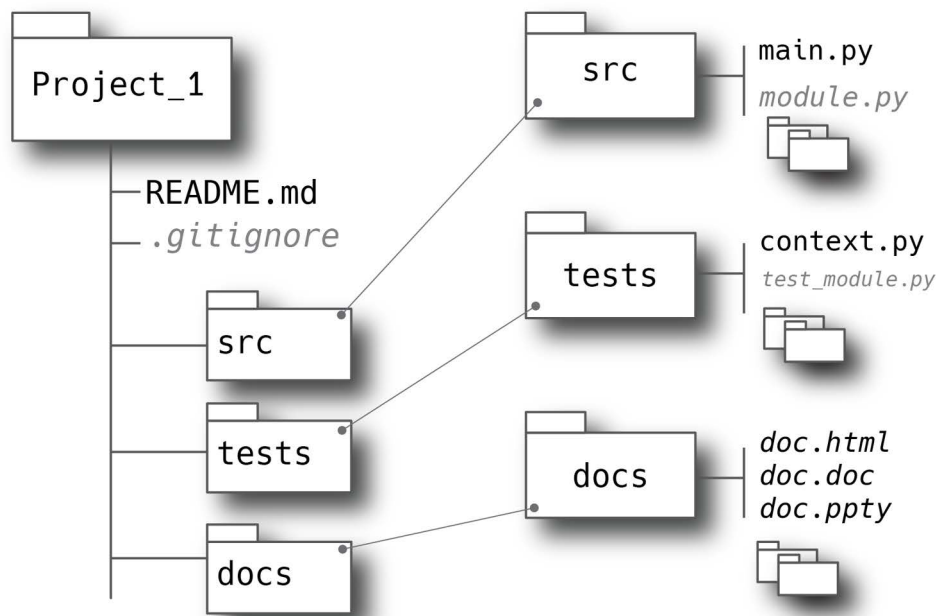 Project_1
README.md
.gitignore
src
tests
docs
src
main.py
module.py
tests
context.py
test_module.py
docs
doc.html
doc.doc
doc.ppty